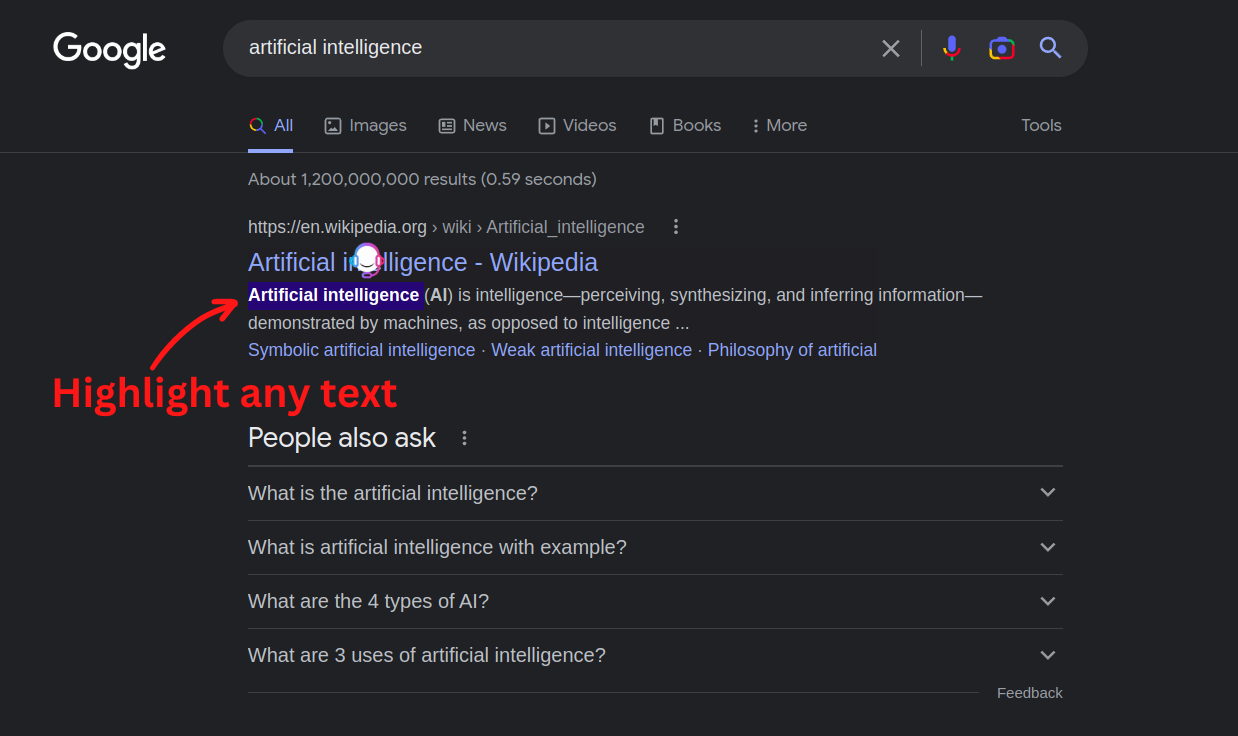 Google
artificial intelligence
All Images News Videos Books More Tools
About 1,200,000,000 results (0.59 seconds)
https://en.wikipedia.org › wiki › Artificial_intelligence
Artificial intelligence - Wikipedia
Artificial intelligence (AI) is intelligence—perceiving, synthesizing, and inferring information—
demonstrated by machines, as opposed to intelligence ...
Symbolic artificial intelligence · Weak artificial intelligence · Philosophy of artificial
Highlight any text
People also ask
What is the artificial intelligence?
What is artificial intelligence with example?
What are the 4 types of AI?
What are 3 uses of artificial intelligence?
Feedback